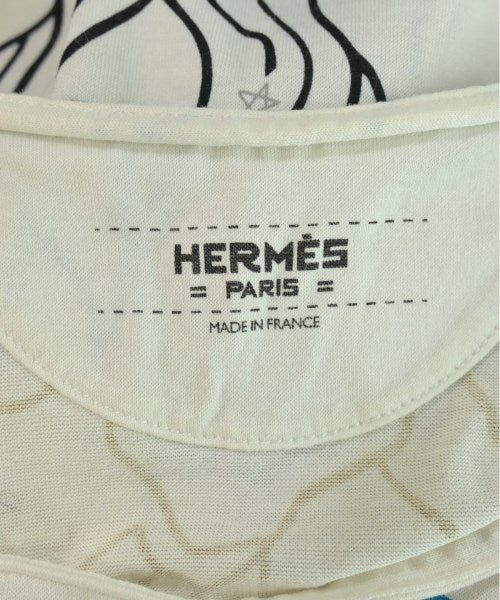 HERMÈS
= PARIS =
MADE IN FRANCE